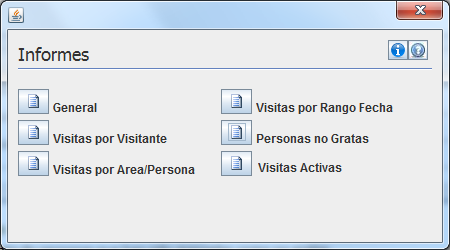 Informes
General
Visitas por Rango Fecha
Visitas por Visitante
Personas no Gratas
Visitas por Area/Persona
Visitas Activas